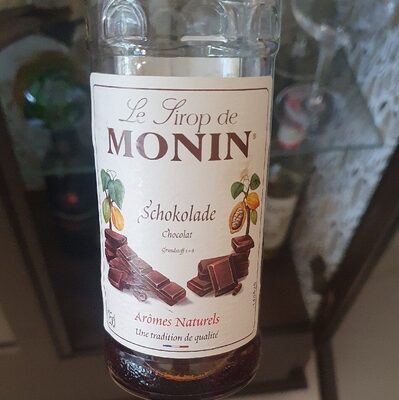 Le Sirop de
MONIN®
Schokolade
Chocolat
Arômes Naturels
Une tradition de qualité